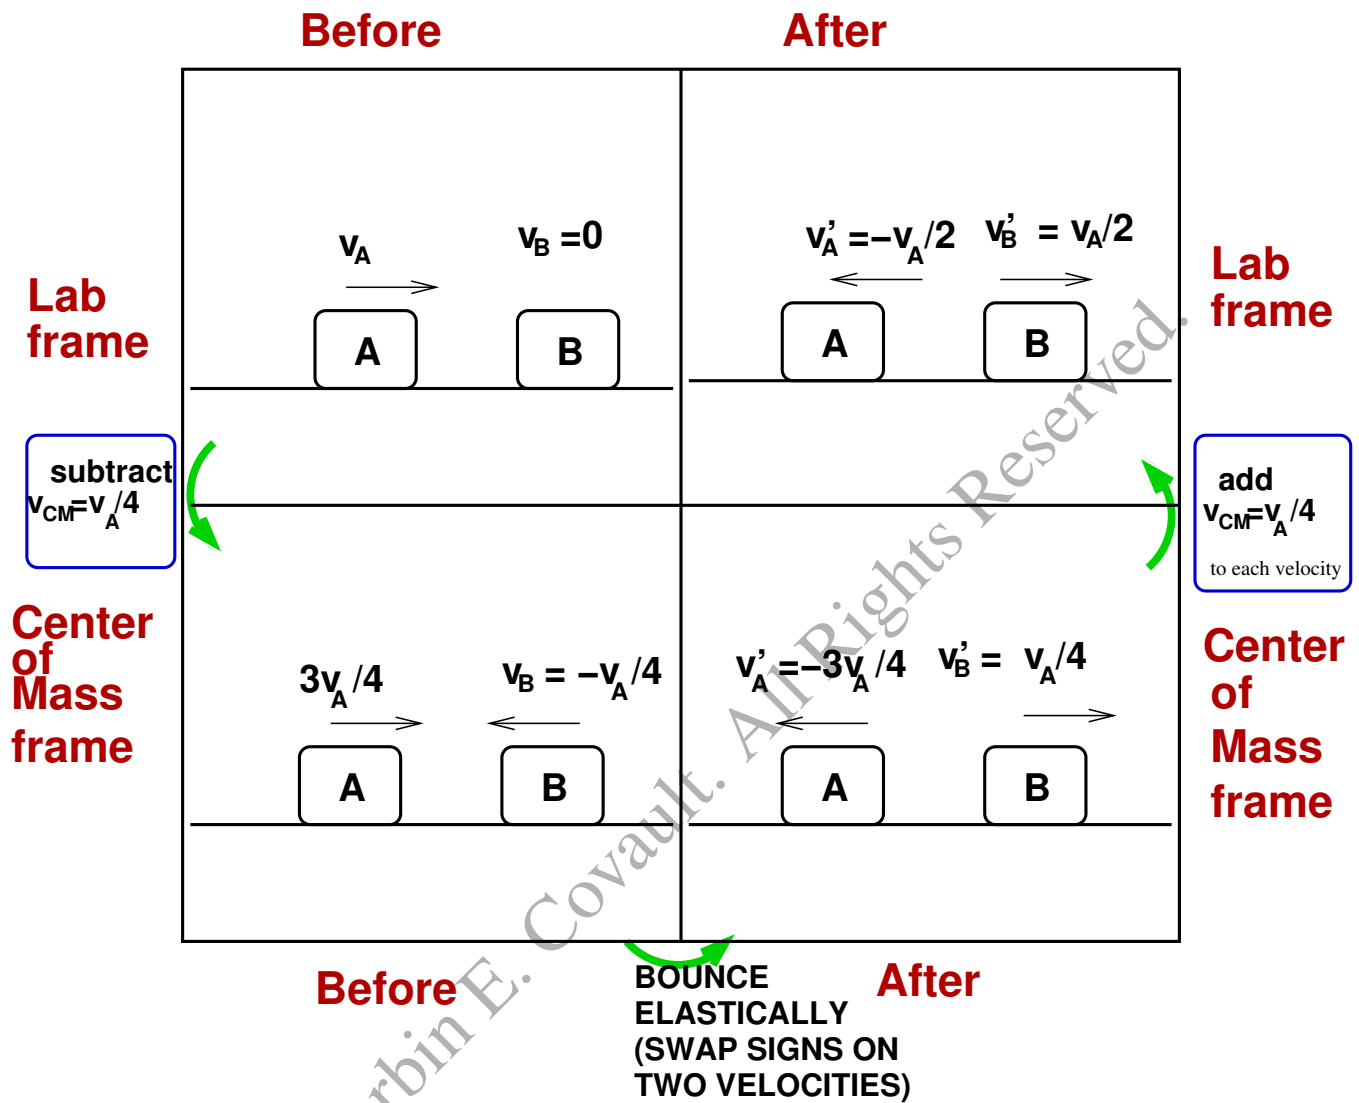 Before
After
v_A
v_B =0
v'_A =−v_A/2
v'_B = v_A/2
Lab
frame
Lab
frame
A
B
A
B
subtract
v_CM=v_A/4
add
v_CM=v_A/4
to each velocity
Center
of
Mass
frame
Center
of
Mass
frame
3v_A/4
v_B = −v_A/4
v'_A =−3v_A/4
v'_B = v_A/4
A
B
A
B
Before
After
BOUNCE
ELASTICALLY
(SWAP SIGNS ON
TWO VELOCITIES)
rbin E. Covault. All Rights Reserved.